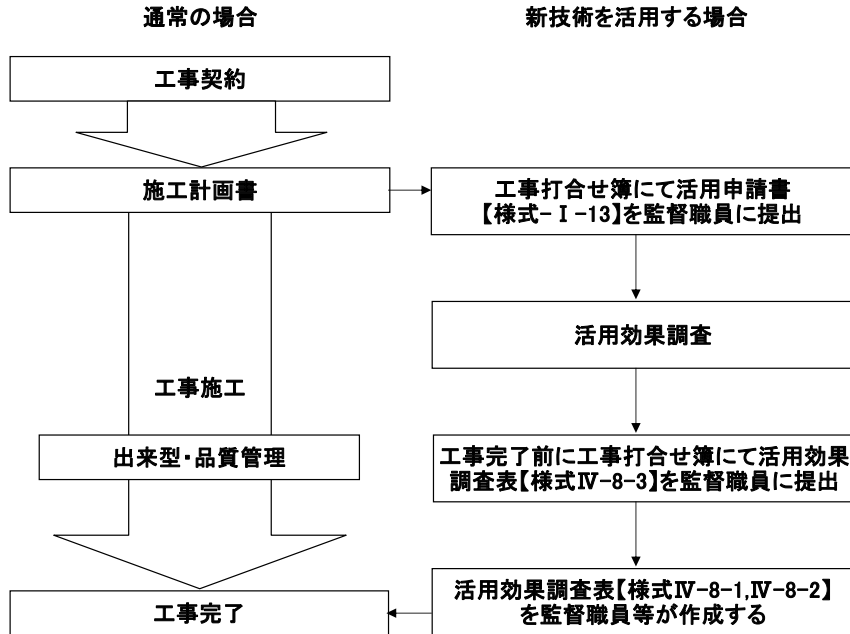 通常の場合
新技術を活用する場合
工事契約
施工計画書
工事打合せ簿にて活用申請書
【様式-Ⅰ-13】を監督職員に提出
活用効果調査
工事施工
出来型・品質管理
工事完了前に工事打合せ簿にて活用効果
調査表【様式Ⅳ-8-3】を監督職員に提出
活用効果調査表【様式Ⅳ-8-1,Ⅳ-8-2】
を監督職員等が作成する
工事完了